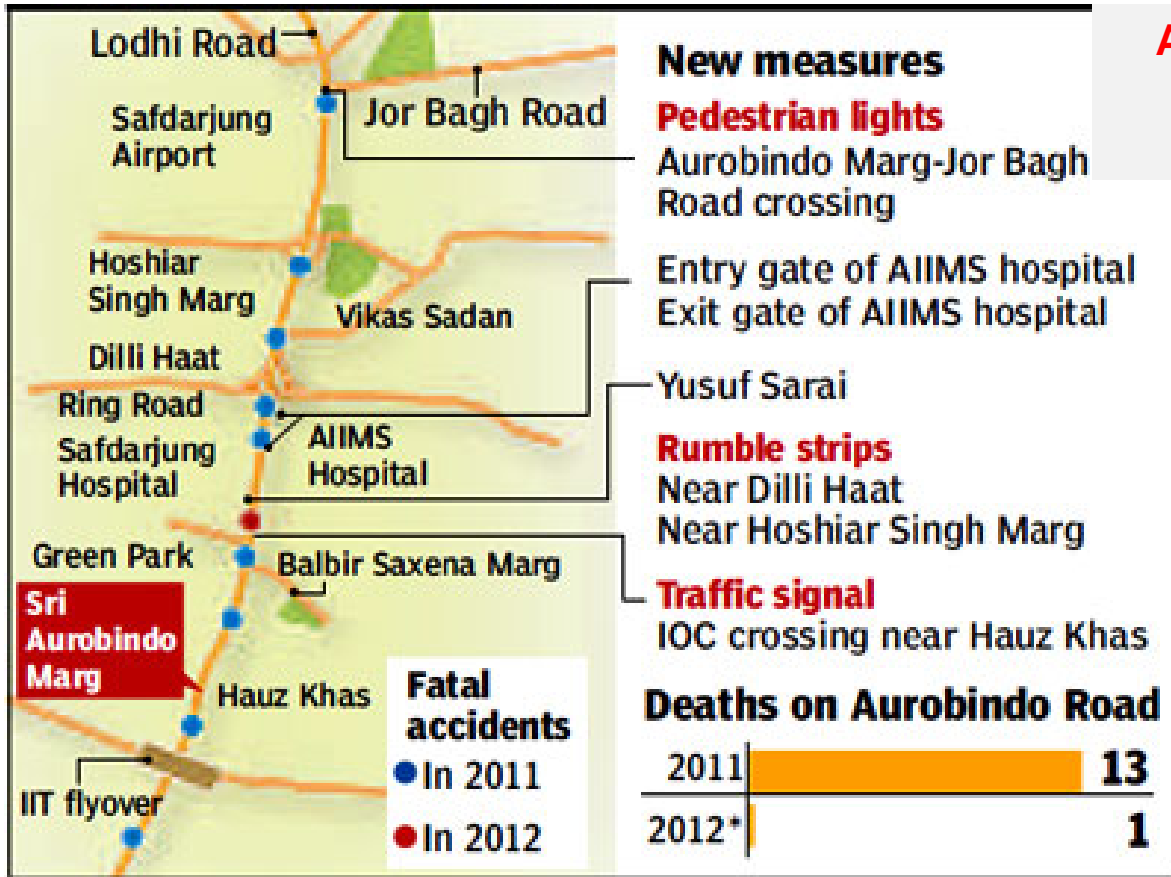 Lodhi Road
Jor Bagh Road
Safdarjung
Airport
Hoshiar
Singh Marg
Vikas Sadan
Dilli Haat
Ring Road
Safdarjung
Hospital
AIIMS
Hospital
Green Park
Balbir Saxena Marg
Sri
Aurobindo
Marg
Hauz Khas
IIT flyover
Fatal
accidents
In 2011
In 2012
A
New measures
Pedestrian lights
Aurobindo Marg-Jor Bagh
Road crossing
Entry gate of AIIMS hospital
Exit gate of AIIMS hospital
Yusuf Sarai
Rumble strips
Near Dilli Haat
Near Hoshiar Singh Marg
Traffic signal
IOC crossing near Hauz Khas
Deaths on Aurobindo Road
2011 13
2012* 1